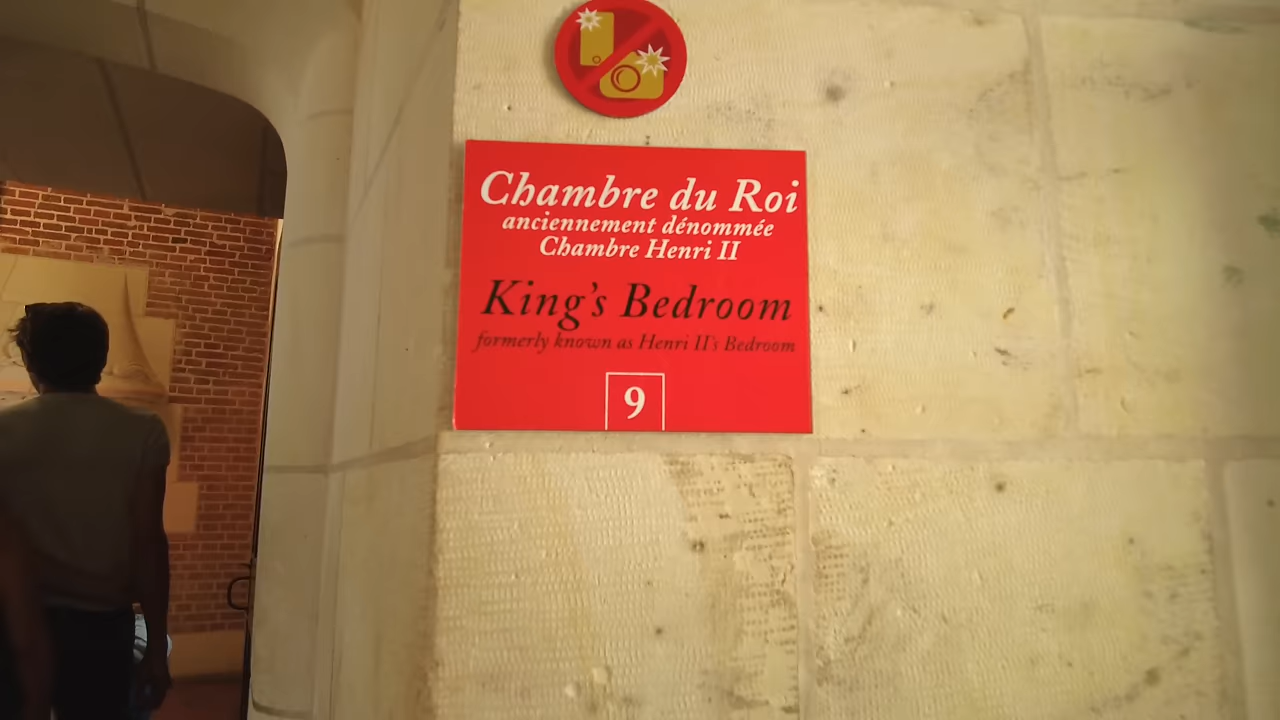 Chambre du Roi
anciennement dénommée
Chambre Henri II
King's Bedroom
formerly known as Henri II's Bedroom
9